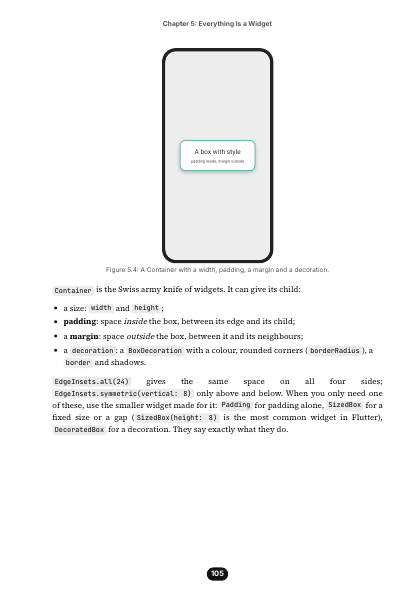 Chapter 5: Everything Is a Widget
A box with style
padding inside, margin outside
Figure 5.4: A Container with a width, padding, a margin and a decoration.
Container is the Swiss army knife of widgets. It can give its child:
• a size: width and height;
• padding: space inside the box, between its edge and its child;
• a margin: space outside the box, between it and its neighbours;
• a decoration: a BoxDecoration with a colour, rounded corners (borderRadius), a
border and shadows.
EdgeInsets.all(24) gives the same space on all four sides;
EdgeInsets.symmetric(vertical: 8) only above and below. When you only need one
of these, use the smaller widget made for it: Padding for padding alone, SizedBox for a
fixed size or a gap (SizedBox(height: 8) is the most common widget in Flutter),
DecoratedBox for a decoration. They say exactly what they do.
105